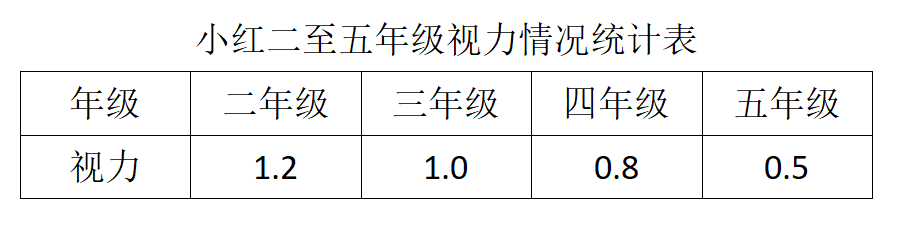 小红二至五年级视力情况统计表
年级 二年级 三年级 四年级 五年级
视力 1.2 1.0 0.8 0.5